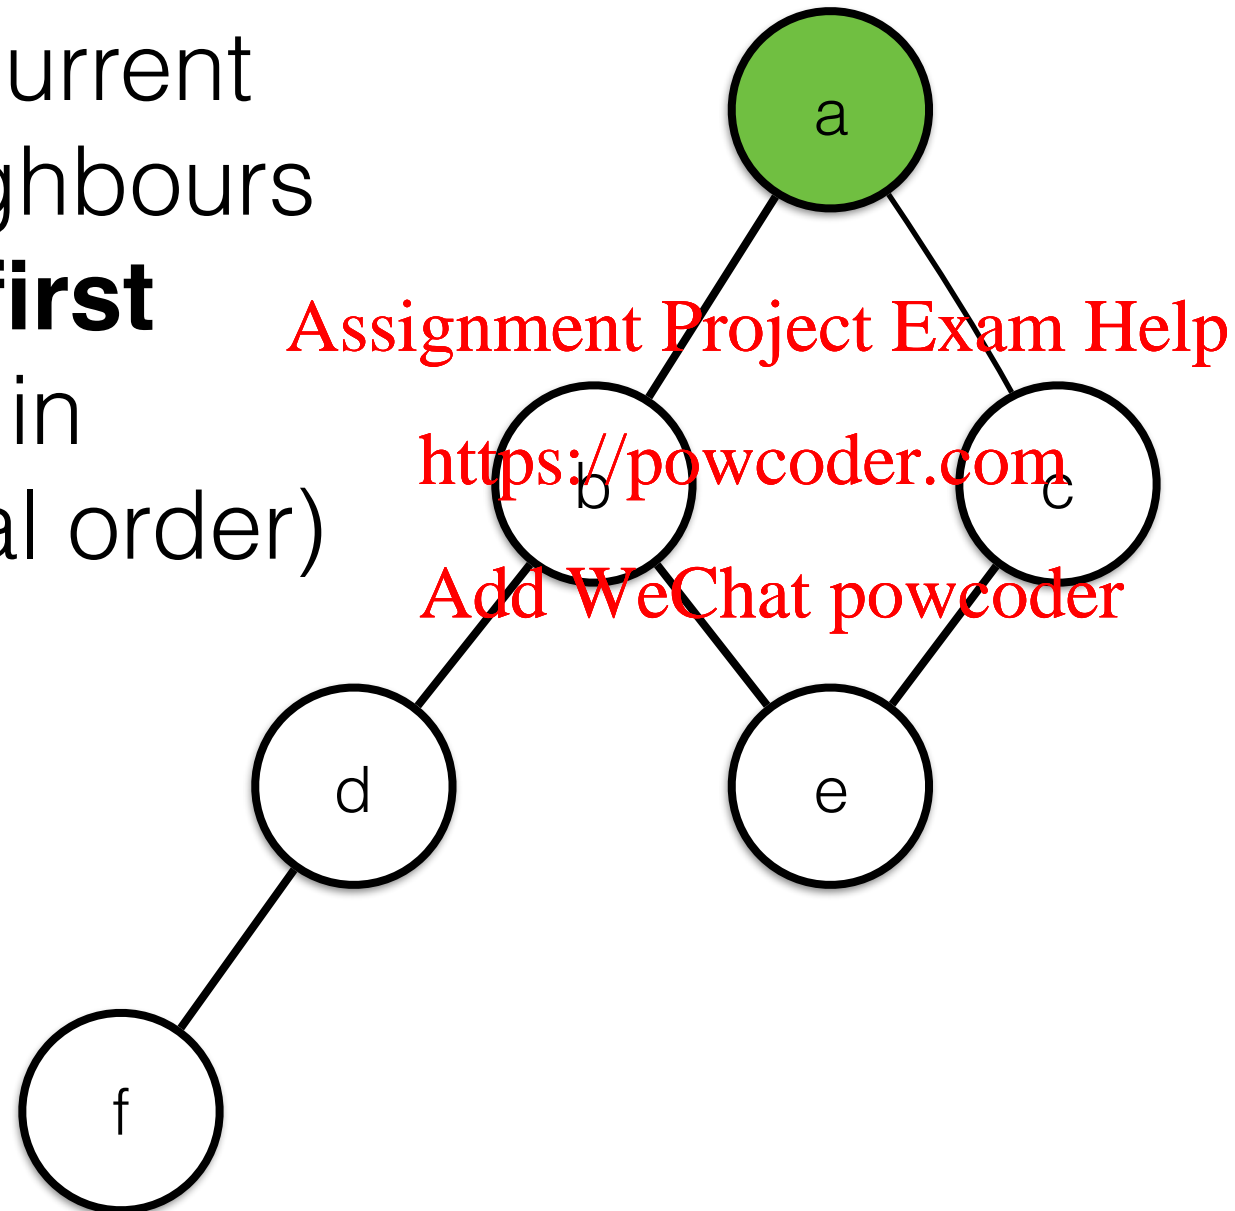 urrent
ghbours
first
in
al order)
a
Assignment Project Exam Help
https://powcoder.com
b
c
Add WeChat powcoder
d
e
f